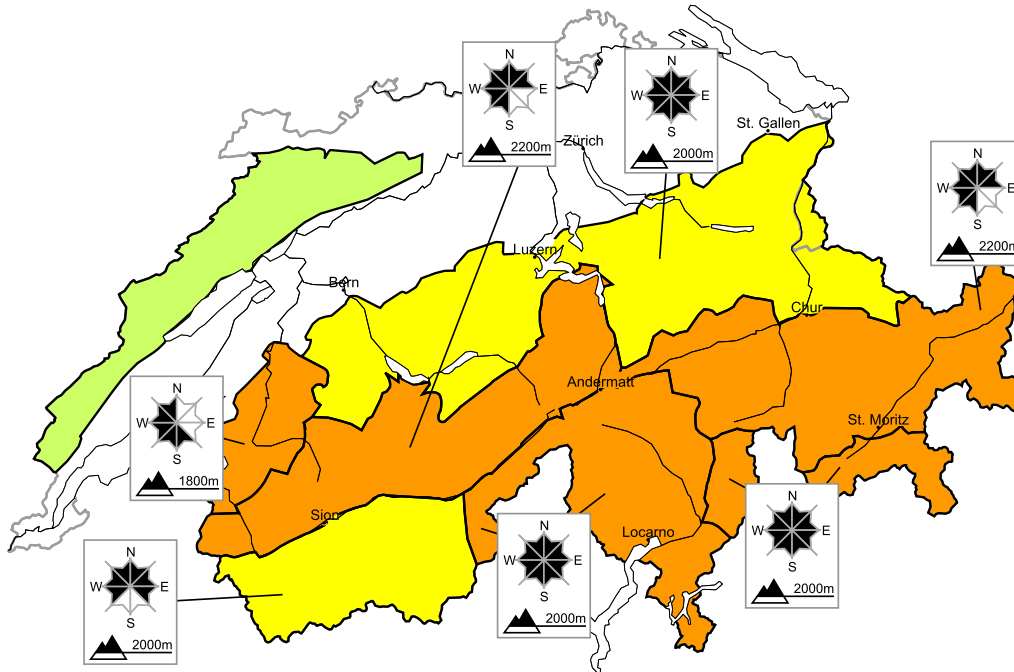 N
W E
S
2200m
N
W E
S
2000m
St. Gallen
Zürich
N
W E
S
2200m
Luzern
Bern
Chur
Andermatt
N
W E
S
1800m
St. Moritz
Sion
Locarno
N
W E
S
2000m
N
W E
S
2000m
N
W E
S
2000m